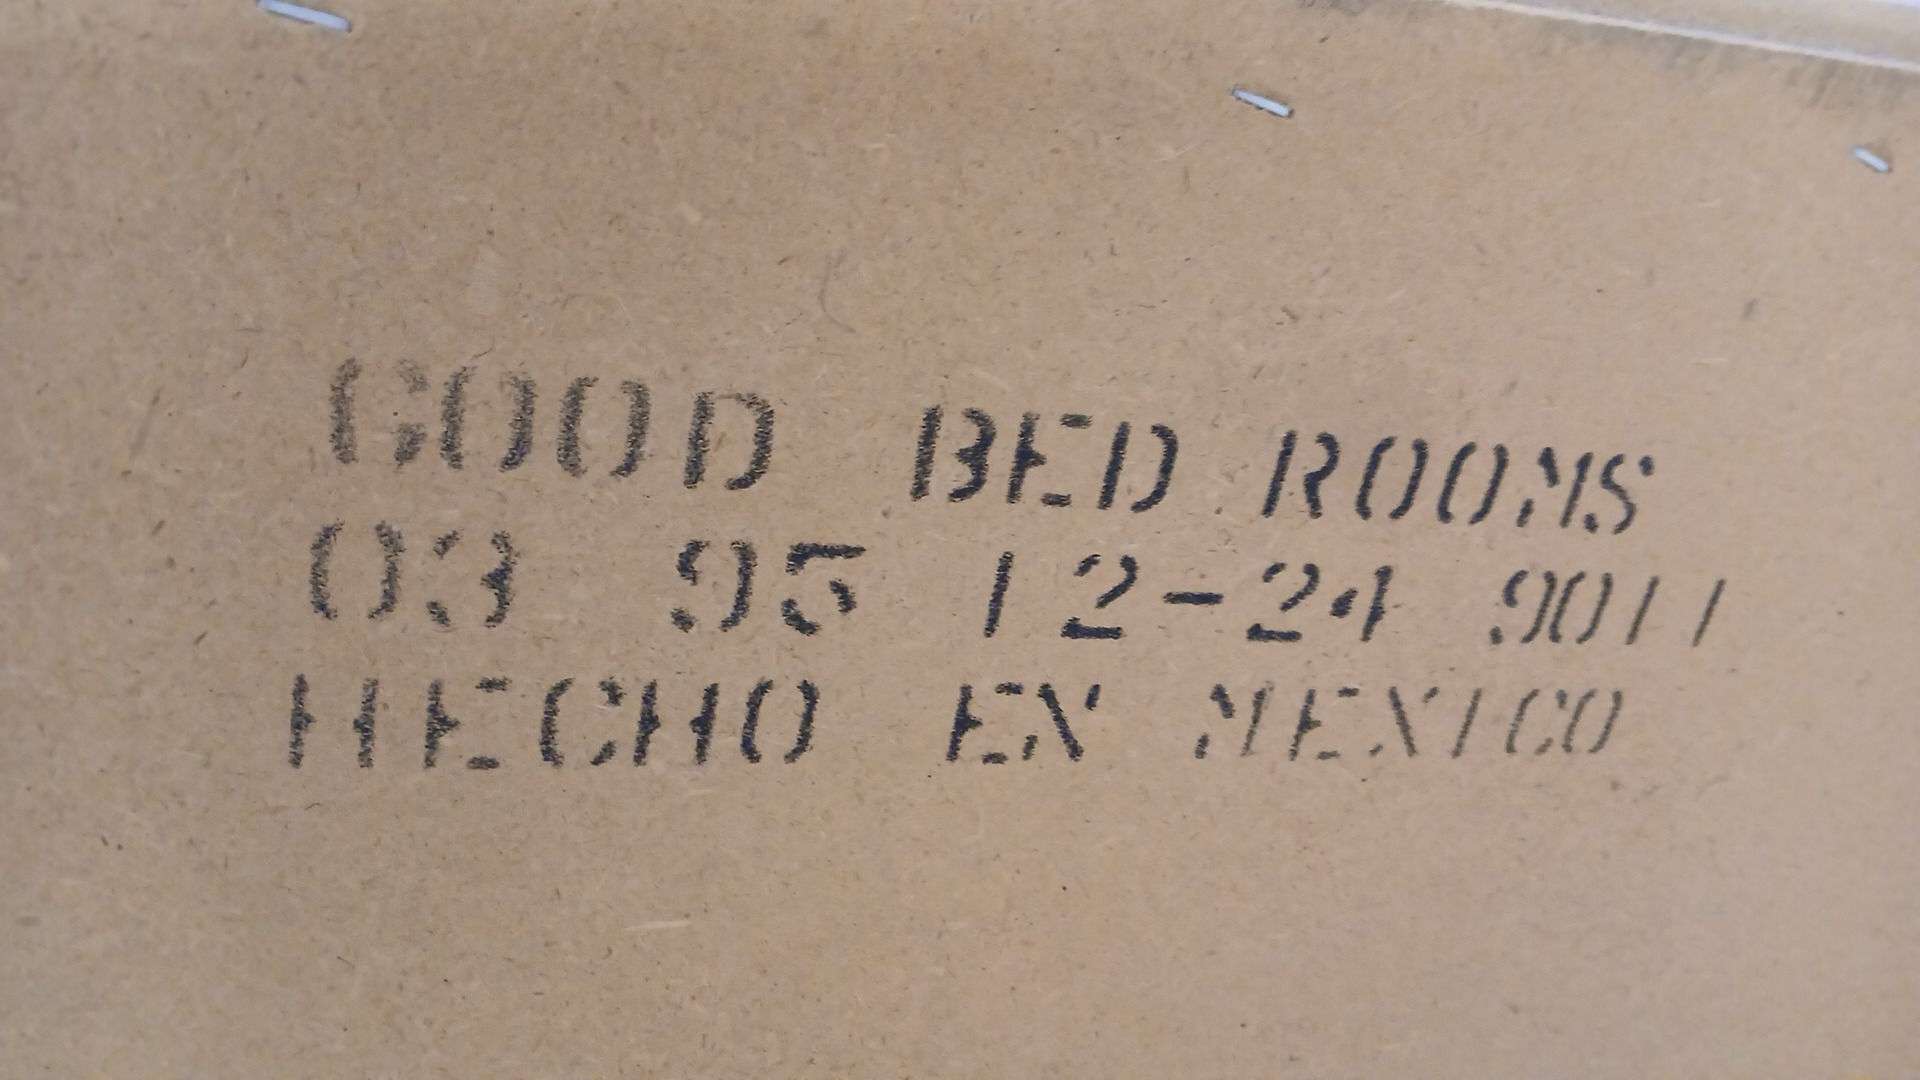 GOOD BED ROOMS
03 95 12-24 9011
HECHO EN MEXICO